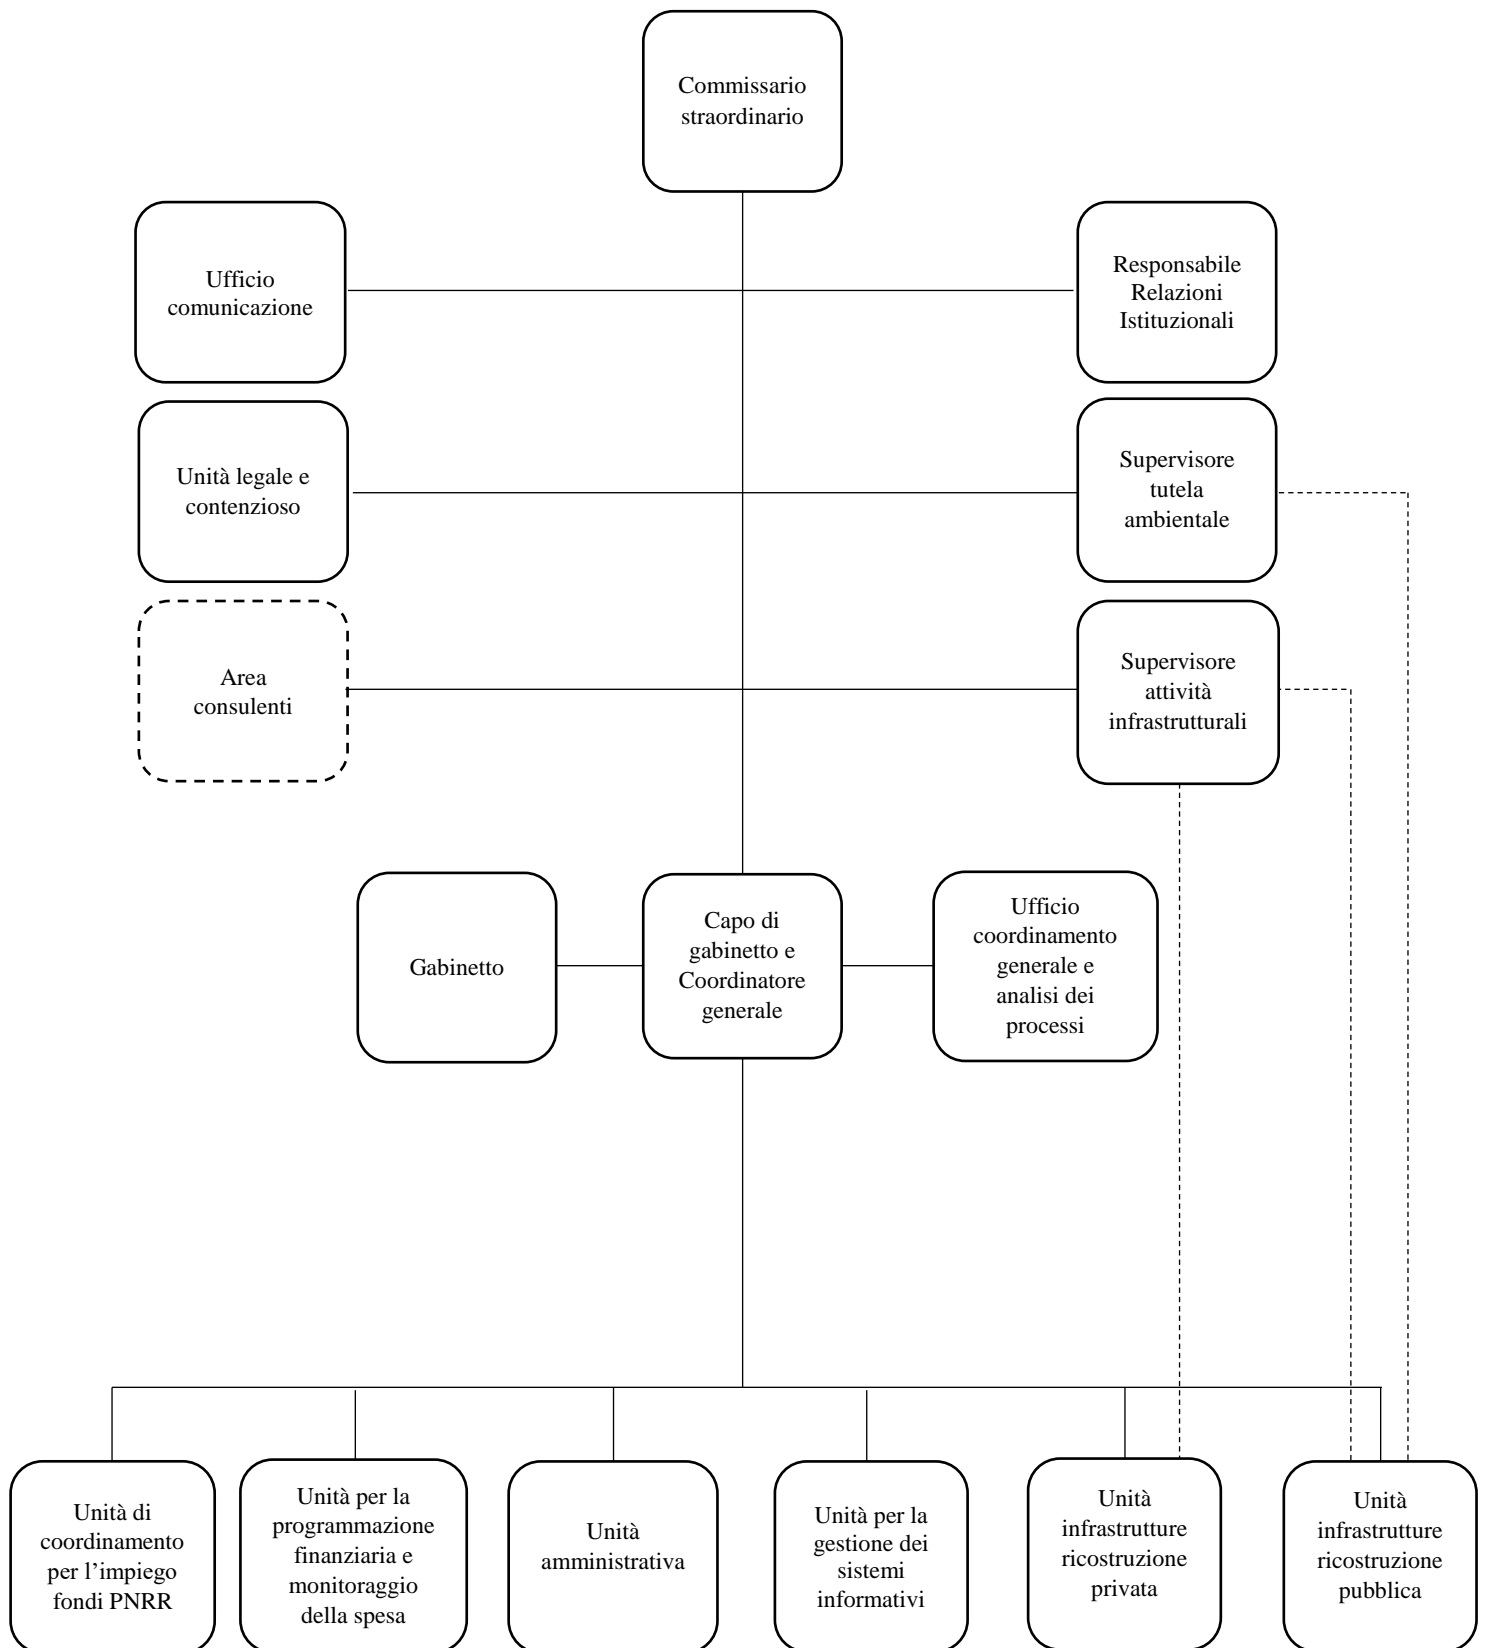 Commissario
straordinario
Ufficio
comunicazione
Responsabile
Relazioni
Istituzionali
Unità legale e
contenzioso
Supervisore
tutela
ambientale
Area
consulenti
Supervisore
attività
infrastrutturali
Gabinetto
Capo di
gabinetto e
Coordinatore
generale
Ufficio
coordinamento
generale e
analisi dei
processi
Unità di
coordinamento
per l’impiego
fondi PNRR
Unità per la
programmazione
finanziaria e
monitoraggio
della spesa
Unità
amministrativa
Unità per la
gestione dei
sistemi
informativi
Unità
infrastrutture
ricostruzione
privata
Unità
infrastrutture
ricostruzione
pubblica